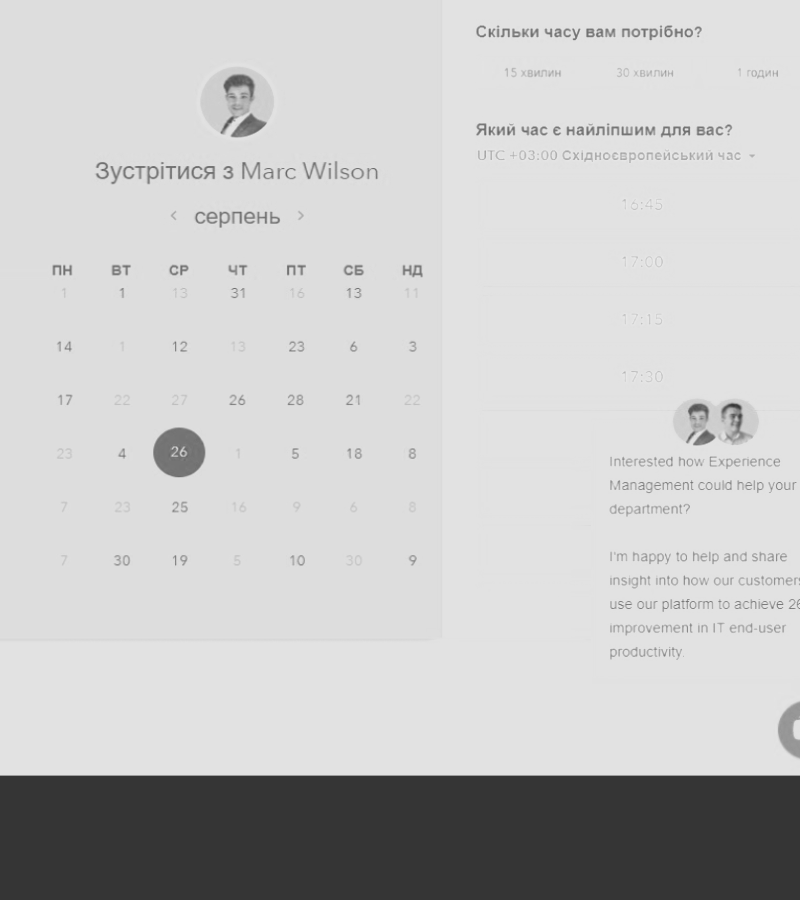 Зустрітися з Marc Wilson
< серпень >
ПН ВТ СР ЧТ ПТ СБ НД
1 1 13 31 16 13 11
14 1 12 13 23 6 3
17 22 27 26 28 21 22
23 4 26 1 5 18 8
7 23 25 16 9 6 8
7 30 19 5 10 30 9
Скільки часу вам потрібно?
15 хвилин 30 хвилин 1 годин
Який час є найліпшим для вас?
UTC +03:00 Східноєвропейський час
16:45
17:00
17:15
17:30
Interested how Experience
Management could help your
department?
I'm happy to help and share
insight into how our customers
use our platform to achieve 26
improvement in IT end-user
productivity.